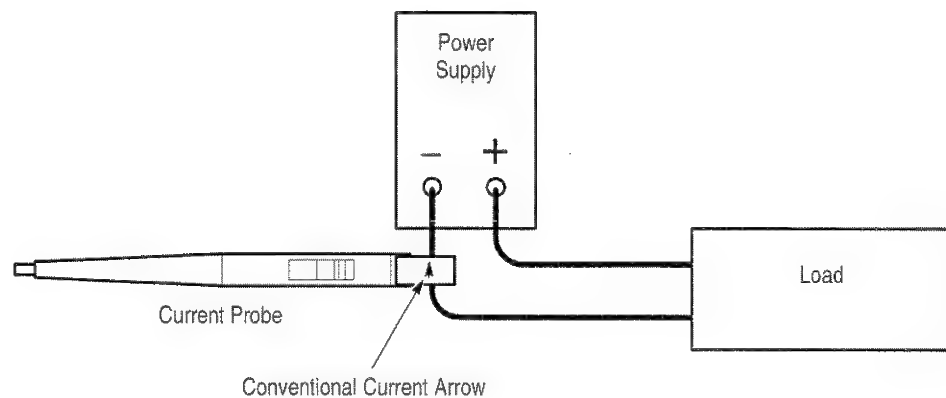 Power
Supply
− +
Load
Current Probe
Conventional Current Arrow